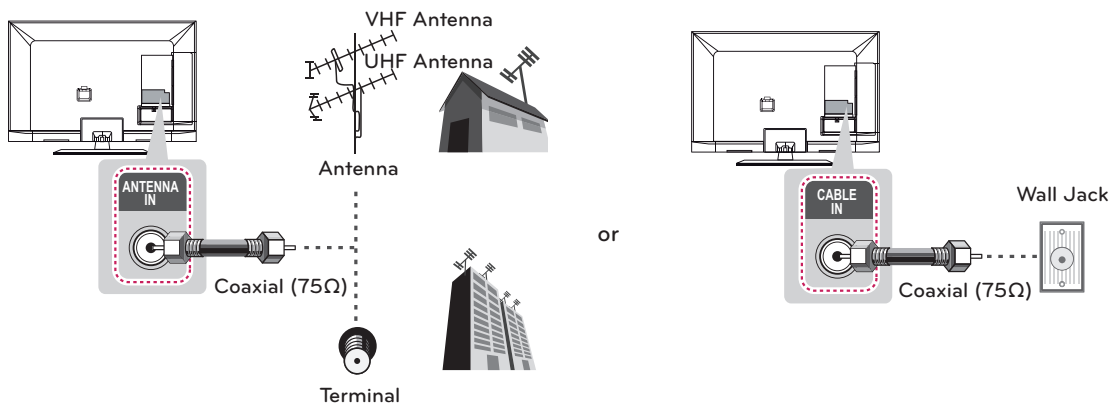 VHF Antenna
UHF Antenna
Antenna
ANTENNA
IN
Coaxial (75Ω)
Terminal
or
CABLE
IN
Wall Jack
Coaxial (75Ω)